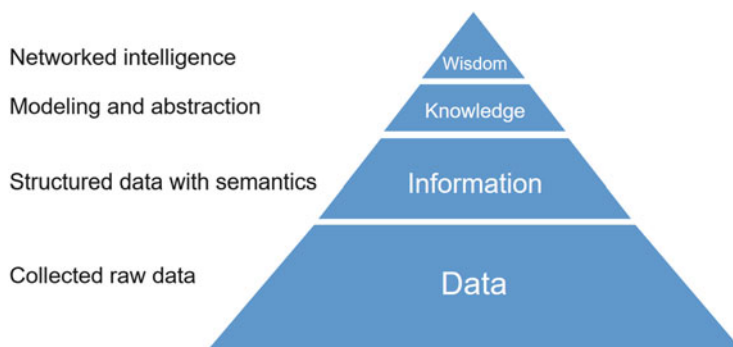 Networked intelligence
Wisdom
Modeling and abstraction
Knowledge
Structured data with semantics
Information
Collected raw data
Data